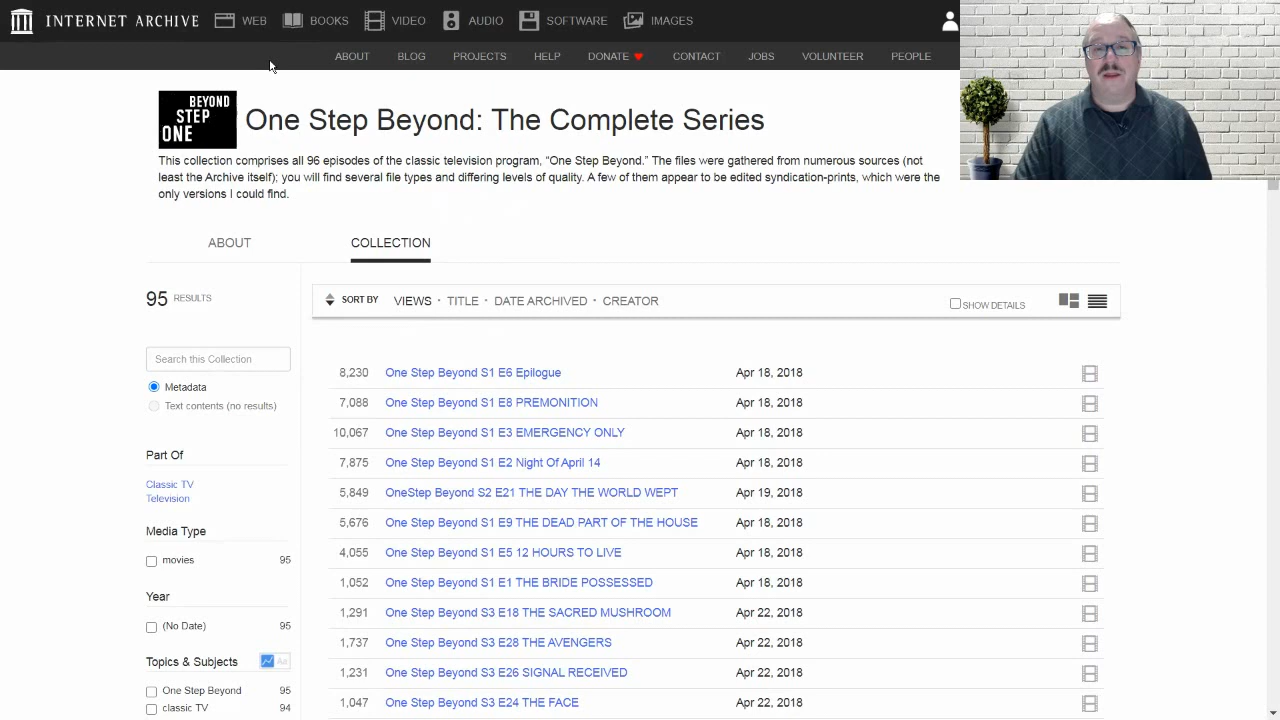 INTERNET ARCHIVE WEB BOOKS VIDEO AUDIO SOFTWARE IMAGES
ABOUT BLOG PROJECTS HELP DONATE CONTACT JOBS VOLUNTEER PEOPLE
BEYOND
STEP
ONE
One Step Beyond: The Complete Series
This collection comprises all 96 episodes of the classic television program, “One Step Beyond.” The files were gathered from numerous sources (not
least the Archive itself); you will find several file types and differing levels of quality. A few of them appear to be edited syndication-prints, which were the
only versions I could find.
ABOUT COLLECTION
95 RESULTS
SORT BY VIEWS · TITLE · DATE ARCHIVED · CREATOR SHOW DETAILS
Search this Collection
Metadata
Text contents (no results)
Part Of
Classic TV
Television
Media Type
movies 95
Year
(No Date) 95
Topics & Subjects Aa
One Step Beyond 95
classic TV 94
8,230 One Step Beyond S1 E6 Epilogue Apr 18, 2018
7,088 One Step Beyond S1 E8 PREMONITION Apr 18, 2018
10,067 One Step Beyond S1 E3 EMERGENCY ONLY Apr 18, 2018
7,875 One Step Beyond S1 E2 Night Of April 14 Apr 18, 2018
5,849 OneStep Beyond S2 E21 THE DAY THE WORLD WEPT Apr 19, 2018
5,676 One Step Beyond S1 E9 THE DEAD PART OF THE HOUSE Apr 18, 2018
4,055 One Step Beyond S1 E5 12 HOURS TO LIVE Apr 18, 2018
1,052 One Step Beyond S1 E1 THE BRIDE POSSESSED Apr 18, 2018
1,291 One Step Beyond S3 E18 THE SACRED MUSHROOM Apr 22, 2018
1,737 One Step Beyond S3 E28 THE AVENGERS Apr 22, 2018
1,231 One Step Beyond S3 E26 SIGNAL RECEIVED Apr 22, 2018
1,047 One Step Beyond S3 E24 THE FACE Apr 22, 2018